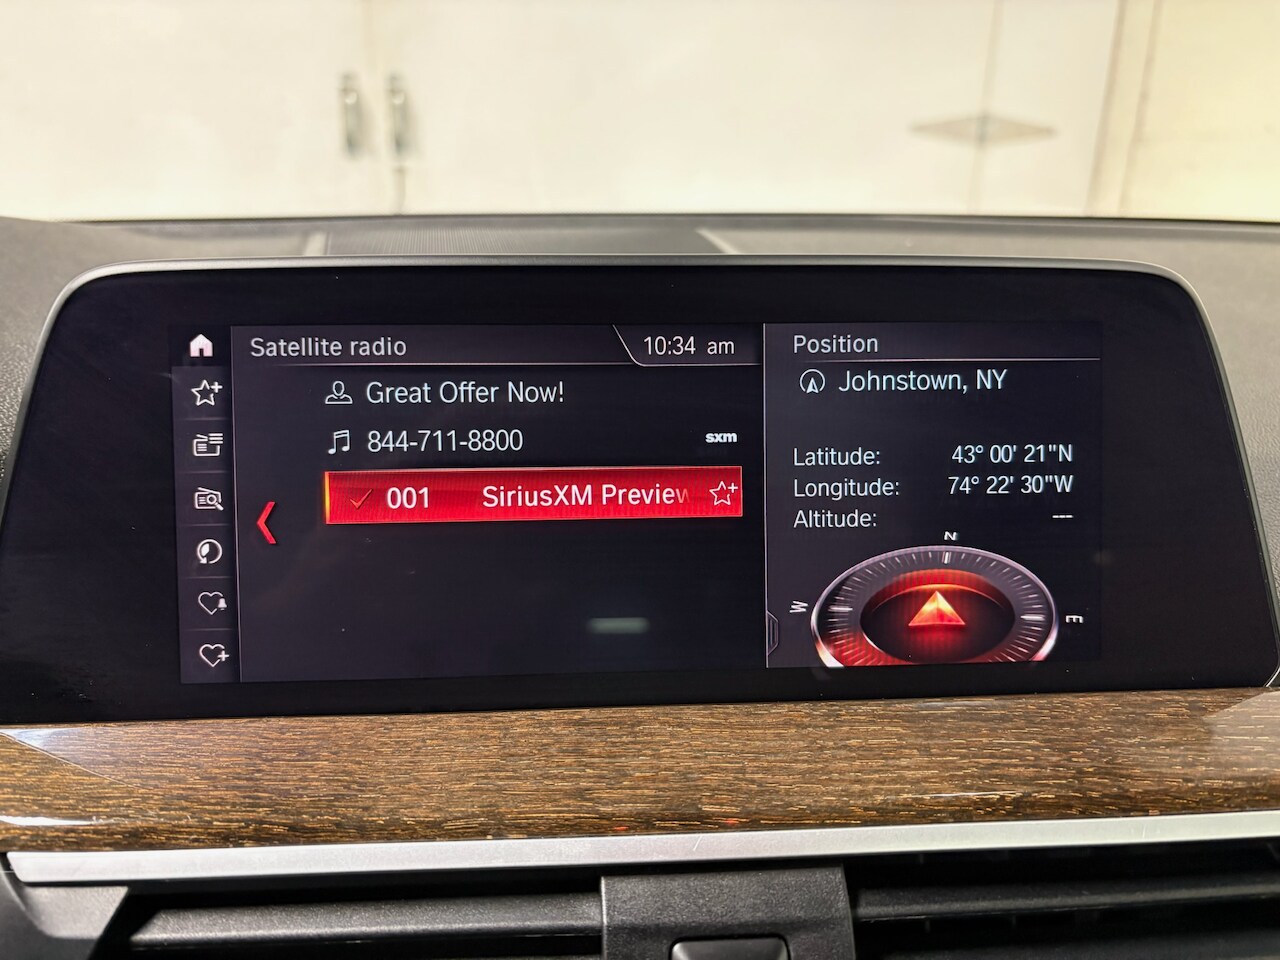 Satellite radio
10:34 am
Great Offer Now!
844-711-8800
sxm
001 SiriusXM Preview
Position
Johnstown, NY
Latitude: 43° 00' 21"N
Longitude: 74° 22' 30"W
Altitude: ---
N
W
E